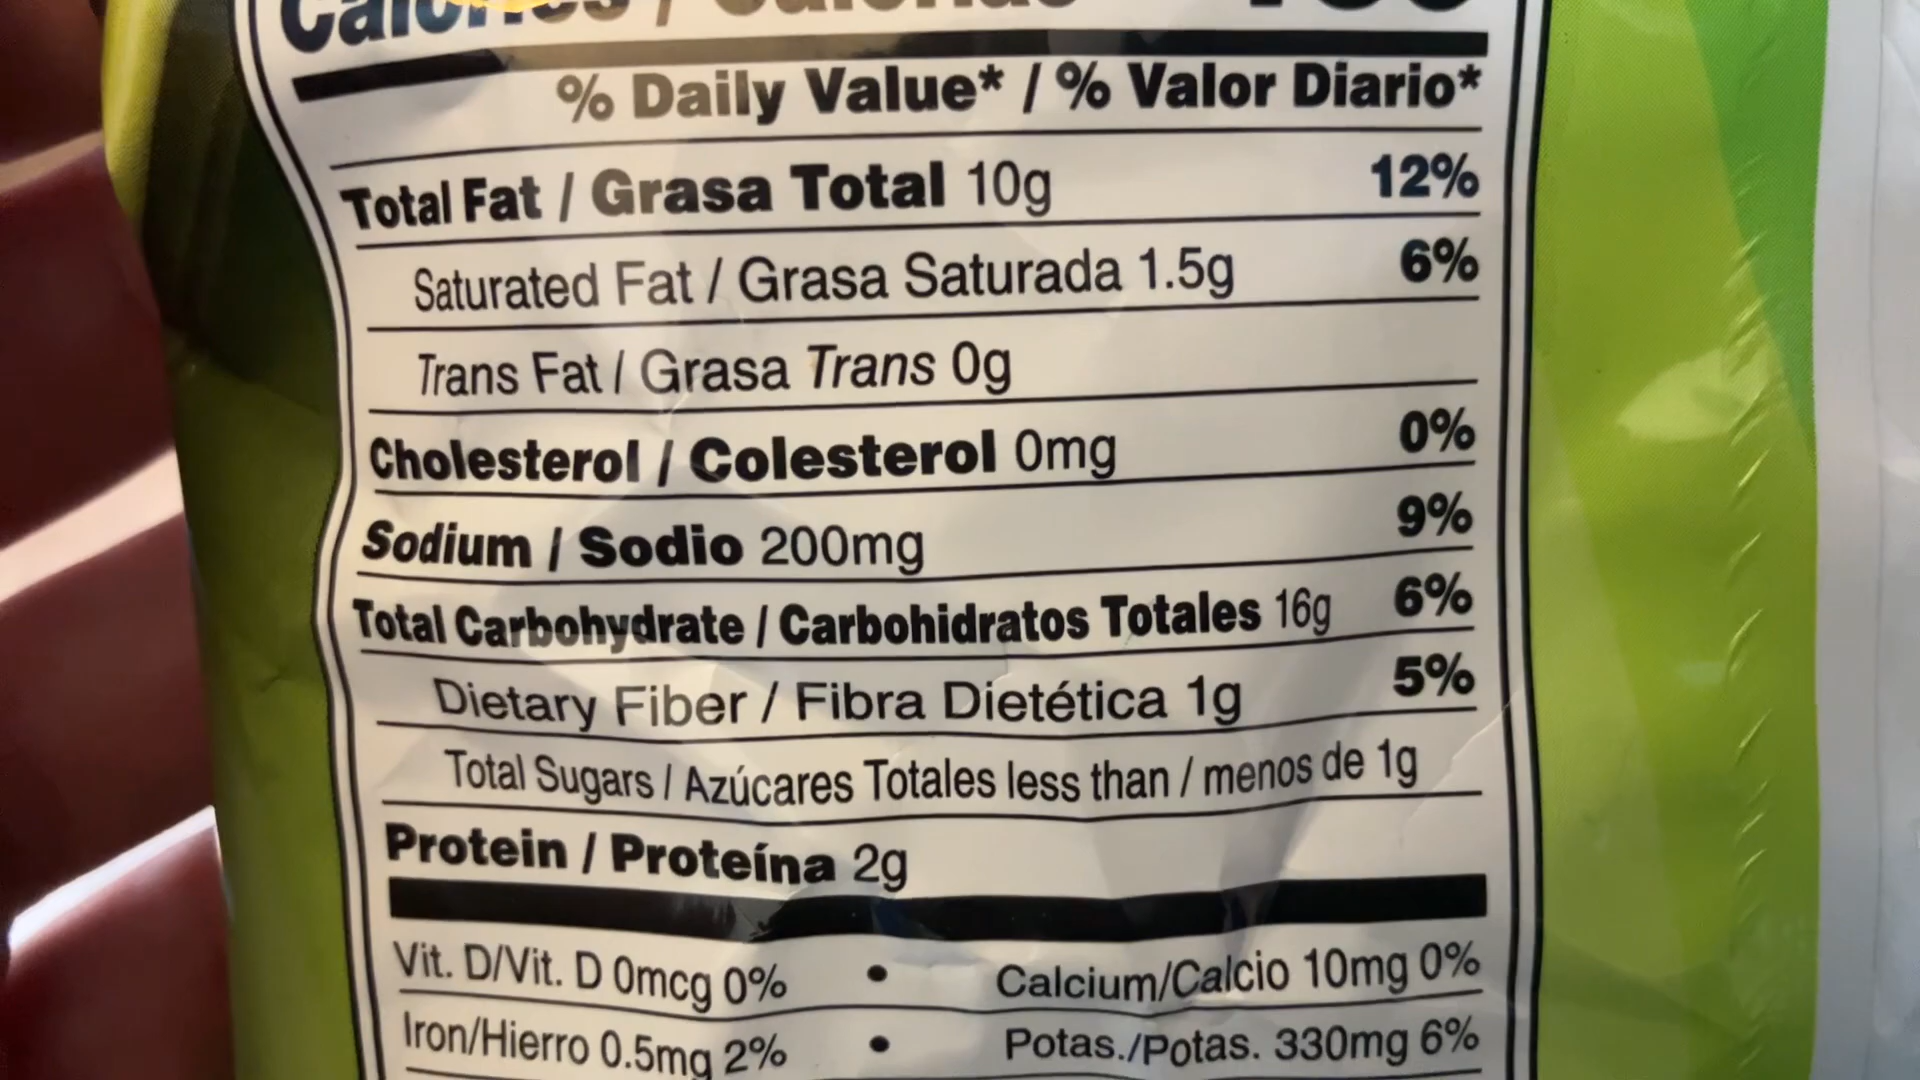 Calories / Calorías
% Daily Value* / % Valor Diario*
Total Fat / Grasa Total 10g 12%
Saturated Fat / Grasa Saturada 1.5g 6%
Trans Fat / Grasa Trans 0g
Cholesterol / Colesterol 0mg 0%
Sodium / Sodio 200mg 9%
Total Carbohydrate / Carbohidratos Totales 16g 6%
Dietary Fiber / Fibra Dietética 1g 5%
Total Sugars / Azúcares Totales less than / menos de 1g
Protein / Proteína 2g
Vit. D/Vit. D 0mcg 0% • Calcium/Calcio 10mg 0%
Iron/Hierro 0.5mg 2% • Potas./Potas. 330mg 6%